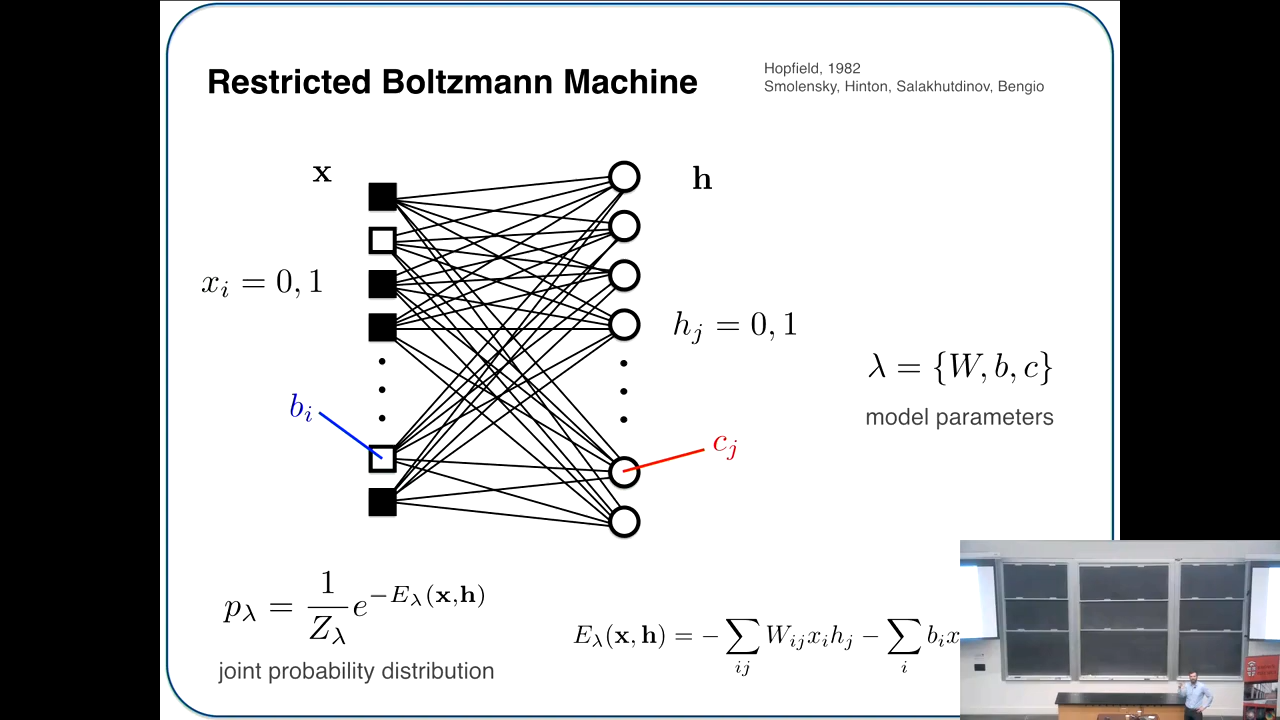 Restricted Boltzmann Machine
Hopfield, 1982
Smolensky, Hinton, Salakhutdinov, Bengio
x
h
x_i = 0, 1
h_j = 0, 1
λ = {W, b, c}
model parameters
b_i
c_j
p_λ = \frac{1}{Z_λ} e^{-E_λ(x,h)}
joint probability distribution
E_λ(x, h) = − ∑_{ij} W_{ij} x_i h_j − ∑_i b_i x